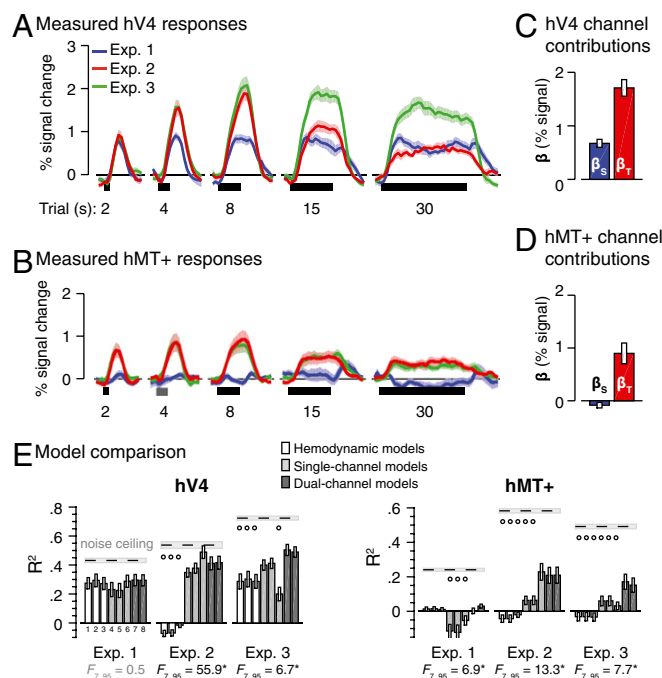 A Measured hV4 responses
3
2
1
0
% signal change
Exp. 1
Exp. 2
Exp. 3
Trial (s): 2 4 8 15 30
C hV4 channel contributions
2
1
0
β (% signal)
βS βT
B Measured hMT+ responses
2
1
0
% signal change
2 4 8 15 30
D hMT+ channel contributions
2
1
0
β (% signal)
βS βT
E Model comparison
Hemodynamic models
Single-channel models
Dual-channel models
hV4
.8
.6
.4
.2
0
R²
noise ceiling
1 2 3 4 5 6 7 8
Exp. 1 Exp. 2 Exp. 3
F7,95 = 0.5 F7,95 = 55.9* F7,95 = 6.7*
hMT+
.6
.4
.2
0
R²
Exp. 1 Exp. 2 Exp. 3
F7,95 = 6.9* F7,95 = 13.3* F7,95 = 7.7*